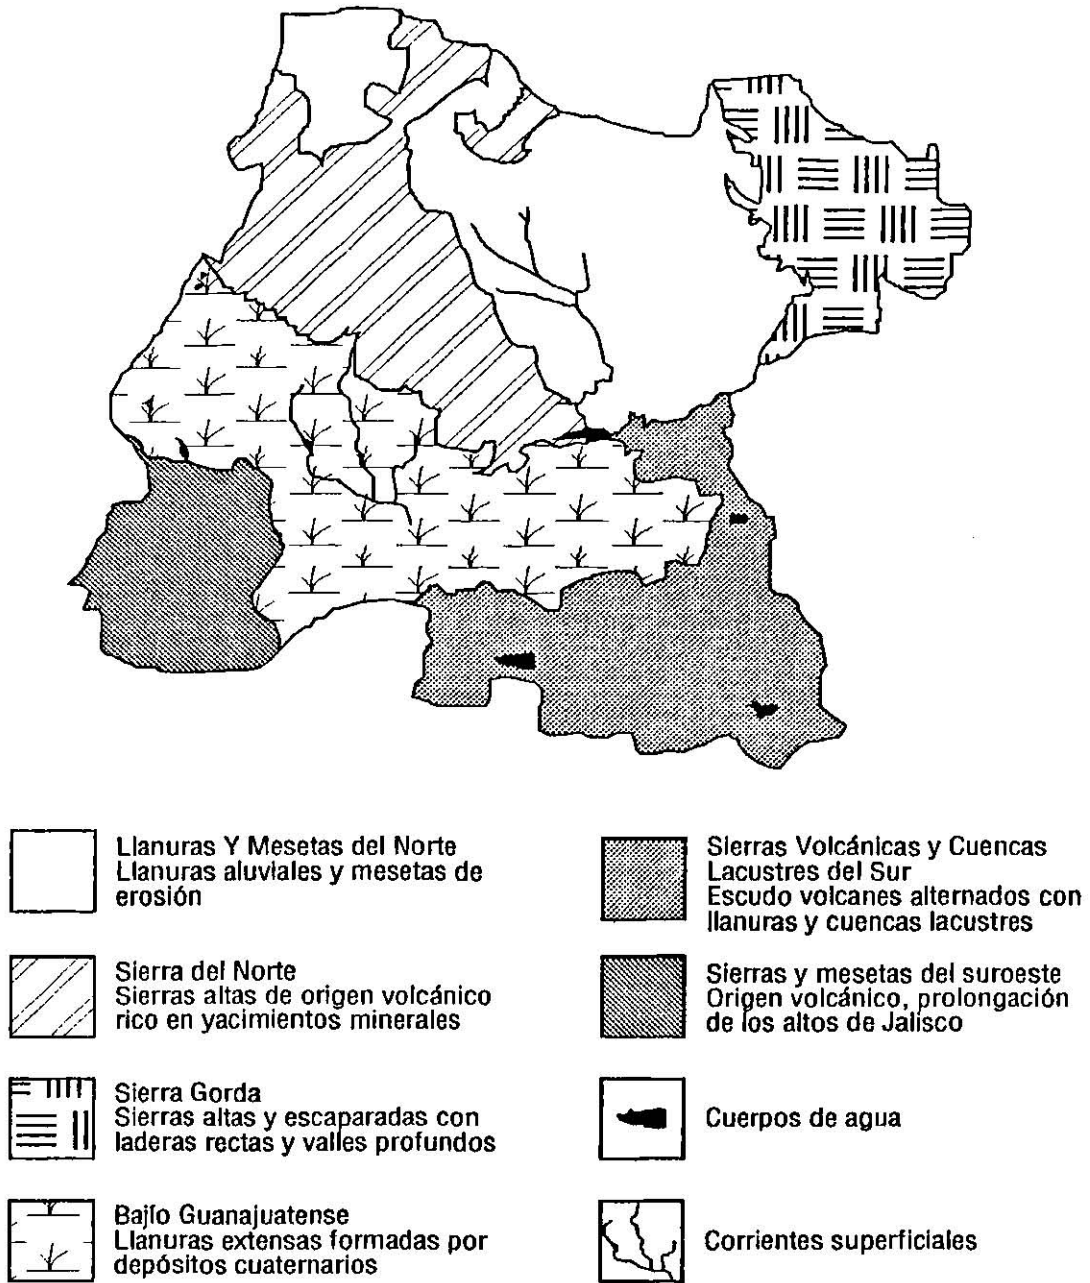 Llanuras Y Mesetas del Norte
Llanuras aluviales y mesetas de
erosión
Sierra del Norte
Sierras altas de origen volcánico
rico en yacimientos minerales
Sierra Gorda
Sierras altas y escaparadas con
laderas rectas y valles profundos
Bajío Guanajuatense
Llanuras extensas formadas por
depósitos cuaternarios
Sierras Volcánicas y Cuencas
Lacustres del Sur
Escudo volcanes alternados con
llanuras y cuencas lacustres
Sierras y mesetas del suroeste
Origen volcánico, prolongación
de los altos de Jalisco
Cuerpos de agua
Corrientes superficiales